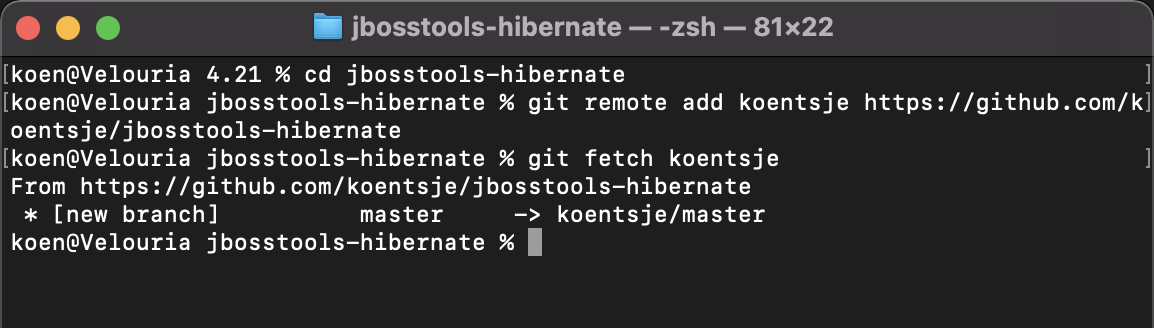 jbosstools-hibernate — -zsh — 81×22
[koen@Velouria 4.21 % cd jbosstools-hibernate ]
[koen@Velouria jbosstools-hibernate % git remote add koentsje https://github.com/k]
oentsje/jbosstools-hibernate
[koen@Velouria jbosstools-hibernate % git fetch koentsje ]
From https://github.com/koentsje/jbosstools-hibernate
 * [new branch]          master     -> koentsje/master
koen@Velouria jbosstools-hibernate %